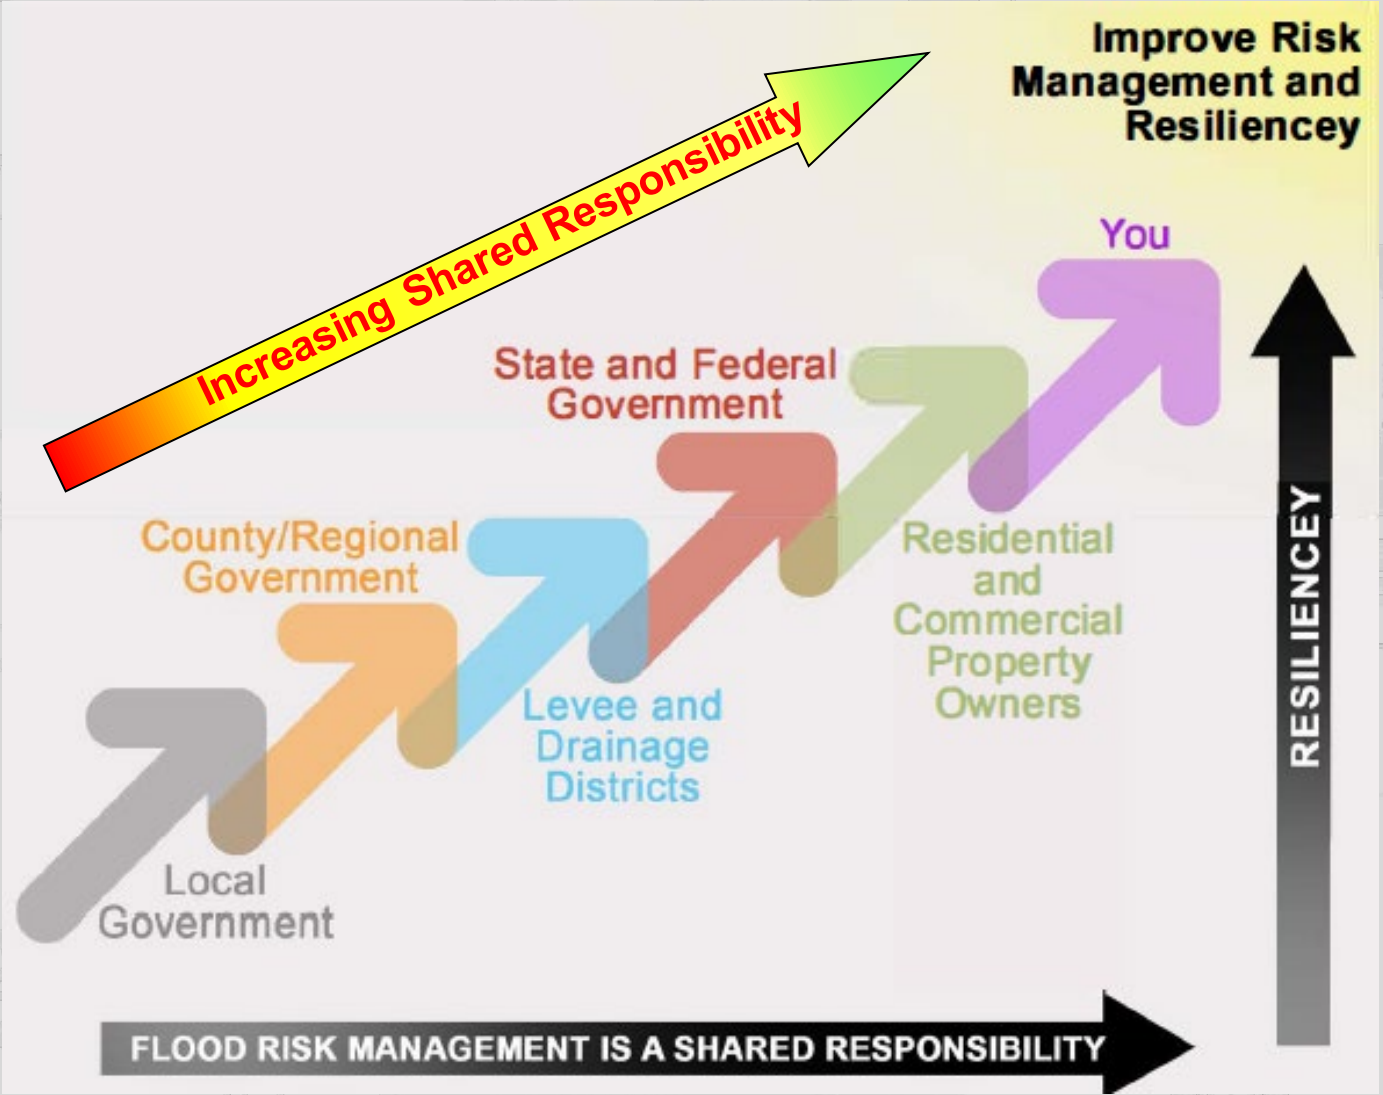 Improve Risk
Management and
Resiliencey
Increasing Shared Responsibility
You
State and Federal
Government
County/Regional
Government
Residential
and
Commercial
Property
Owners
Levee and
Drainage
Districts
Local
Government
RESILIENCEY
FLOOD RISK MANAGEMENT IS A SHARED RESPONSIBILITY